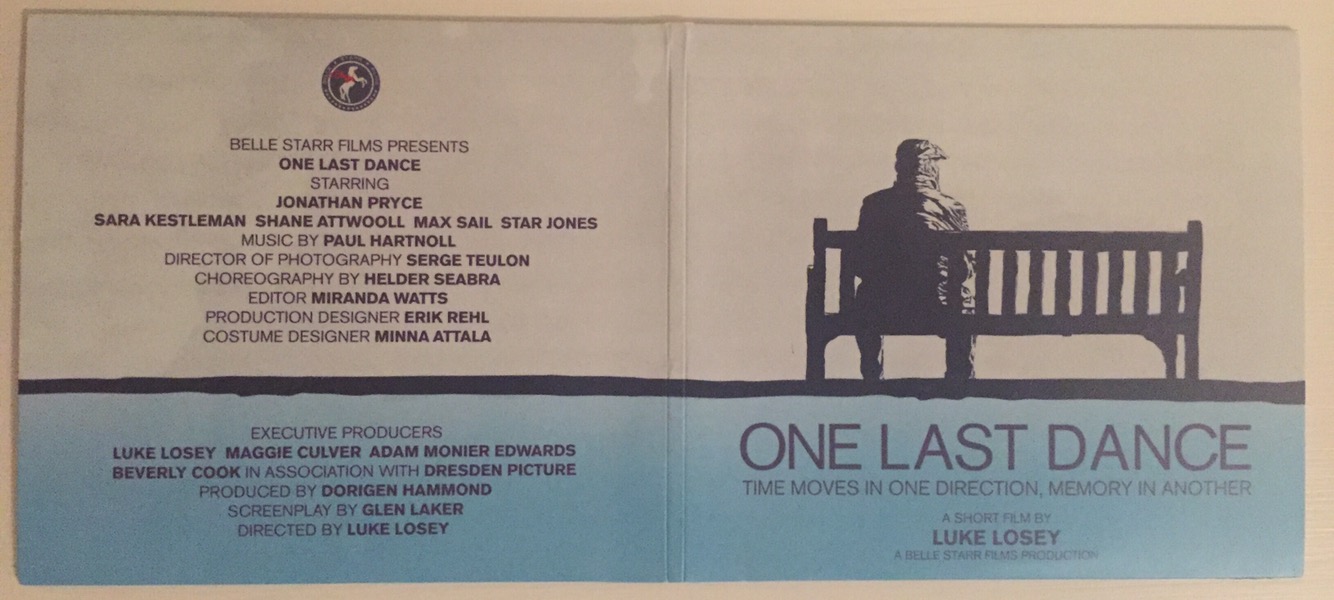 BELLE STARR FILMS PRESENTS
ONE LAST DANCE
STARRING
JONATHAN PRYCE
SARA KESTLEMAN SHANE ATTWOOLL MAX SAIL STAR JONES
MUSIC BY PAUL HARTNOLL
DIRECTOR OF PHOTOGRAPHY SERGE TEULON
CHOREOGRAPHY BY HELDER SEABRA
EDITOR MIRANDA WATTS
PRODUCTION DESIGNER ERIK REHL
COSTUME DESIGNER MINNA ATTALA
EXECUTIVE PRODUCERS
LUKE LOSEY MAGGIE CULVER ADAM MONIER EDWARDS
BEVERLY COOK IN ASSOCIATION WITH DRESDEN PICTURE
PRODUCED BY DORIGEN HAMMOND
SCREENPLAY BY GLEN LAKER
DIRECTED BY LUKE LOSEY
ONE LAST DANCE
TIME MOVES IN ONE DIRECTION, MEMORY IN ANOTHER
A SHORT FILM BY
LUKE LOSEY
A BELLE STARR FILMS PRODUCTION